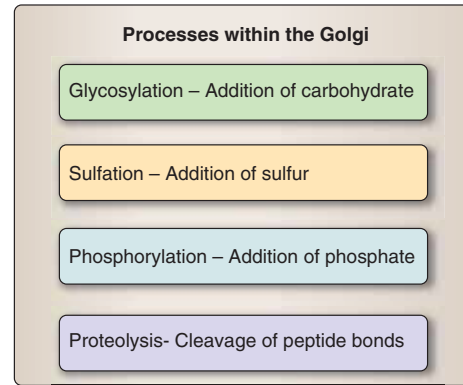 Processes within the Golgi
Glycosylation – Addition of carbohydrate
Sulfation – Addition of sulfur
Phosphorylation – Addition of phosphate
Proteolysis- Cleavage of peptide bonds